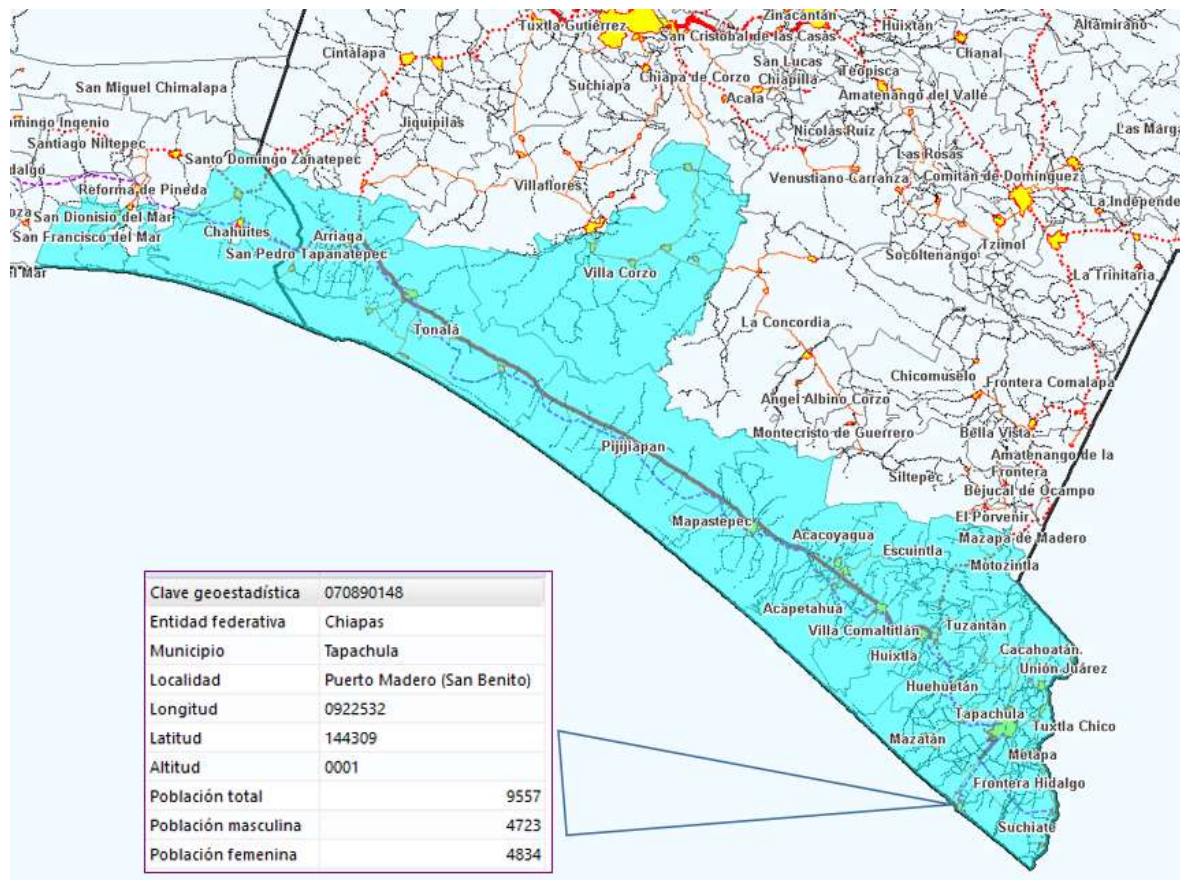 Tuxtla Gutiérrez
Zinacantán
Huixtán
Altamirano
San Cristóbal de las Casas
Cintalapa
Chanal
San Lucas
Teopisca
Chiapa de Corzo
Chiapilla
San Miguel Chimalapa
Suchiapa
Amatenango del Valle
Acala
omingo Ingenio
Jiquipilas
Nicolás Ruíz
Las Marga
Santiago Niltepec
Santo Domingo Zanatepec
Las Rosas
dalgo
Venustiano Carranza
Comitán de Domínguez
Reforma de Pineda
Villaflores
La Independe
oza
San Dionisio del Mar
San Francisco del Mar
Chahuites
Arriaga
Tzimol
San Pedro Tapanatepec
Socoltenango
l Mar
Villa Corzo
La Trinitaria
Tonalá
La Concordia
Chicomuselo
Frontera Comalapa
Angel Albino Corzo
Montecristo de Guerrero
Bella Vista
Pijijiapan
Amatenango de la
Frontera
Siltepec
Bejucal de Ocampo
El Porvenir
Mapastepec
Acacoyagua
Mazapa de Madero
Escuintla
Motozintla
Acapetahua
Villa Comaltitlán
Tuzantán
Huixtla
Cacahoatán
Unión Juárez
Huehuetán
Tapachula
Tuxtla Chico
Mazatán
Metapa
Frontera Hidalgo
Suchiate
Clave geoestadística 070890148
Entidad federativa Chiapas
Municipio Tapachula
Localidad Puerto Madero (San Benito)
Longitud 0922532
Latitud 144309
Altitud 0001
Población total 9557
Población masculina 4723
Población femenina 4834